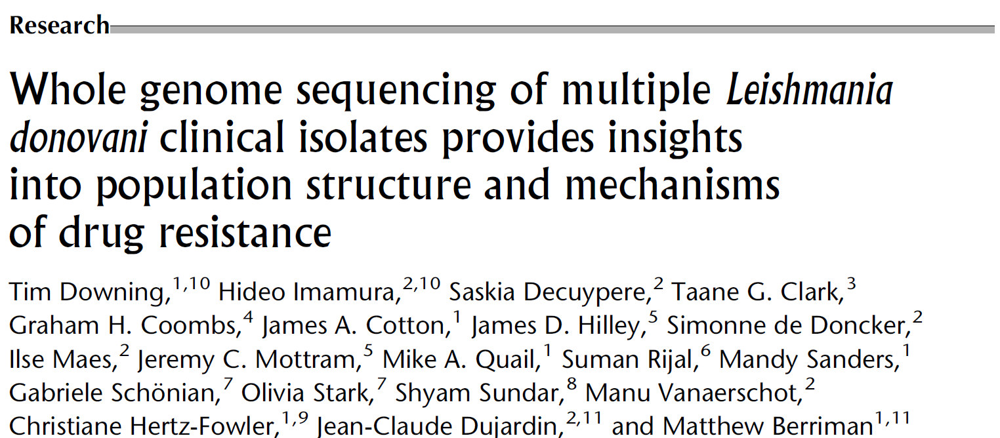 Research
Whole genome sequencing of multiple Leishmania
donovani clinical isolates provides insights
into population structure and mechanisms
of drug resistance
Tim Downing,1,10 Hideo Imamura,2,10 Saskia Decuypere,2 Taane G. Clark,3
Graham H. Coombs,4 James A. Cotton,1 James D. Hilley,5 Simonne de Doncker,2
Ilse Maes,2 Jeremy C. Mottram,5 Mike A. Quail,1 Suman Rijal,6 Mandy Sanders,1
Gabriele Schönian,7 Olivia Stark,7 Shyam Sundar,8 Manu Vanaerschot,2
Christiane Hertz-Fowler,1,9 Jean-Claude Dujardin,2,11 and Matthew Berriman1,11